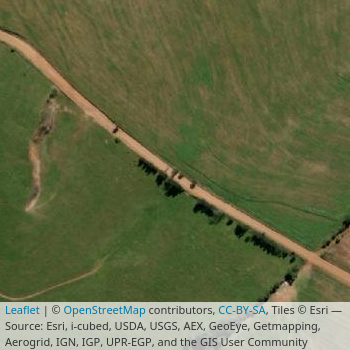 Leaflet | © OpenStreetMap contributors, CC-BY-SA, Tiles © Esri —
Source: Esri, i-cubed, USDA, USGS, AEX, GeoEye, Getmapping,
Aerogrid, IGN, IGP, UPR-EGP, and the GIS User Community